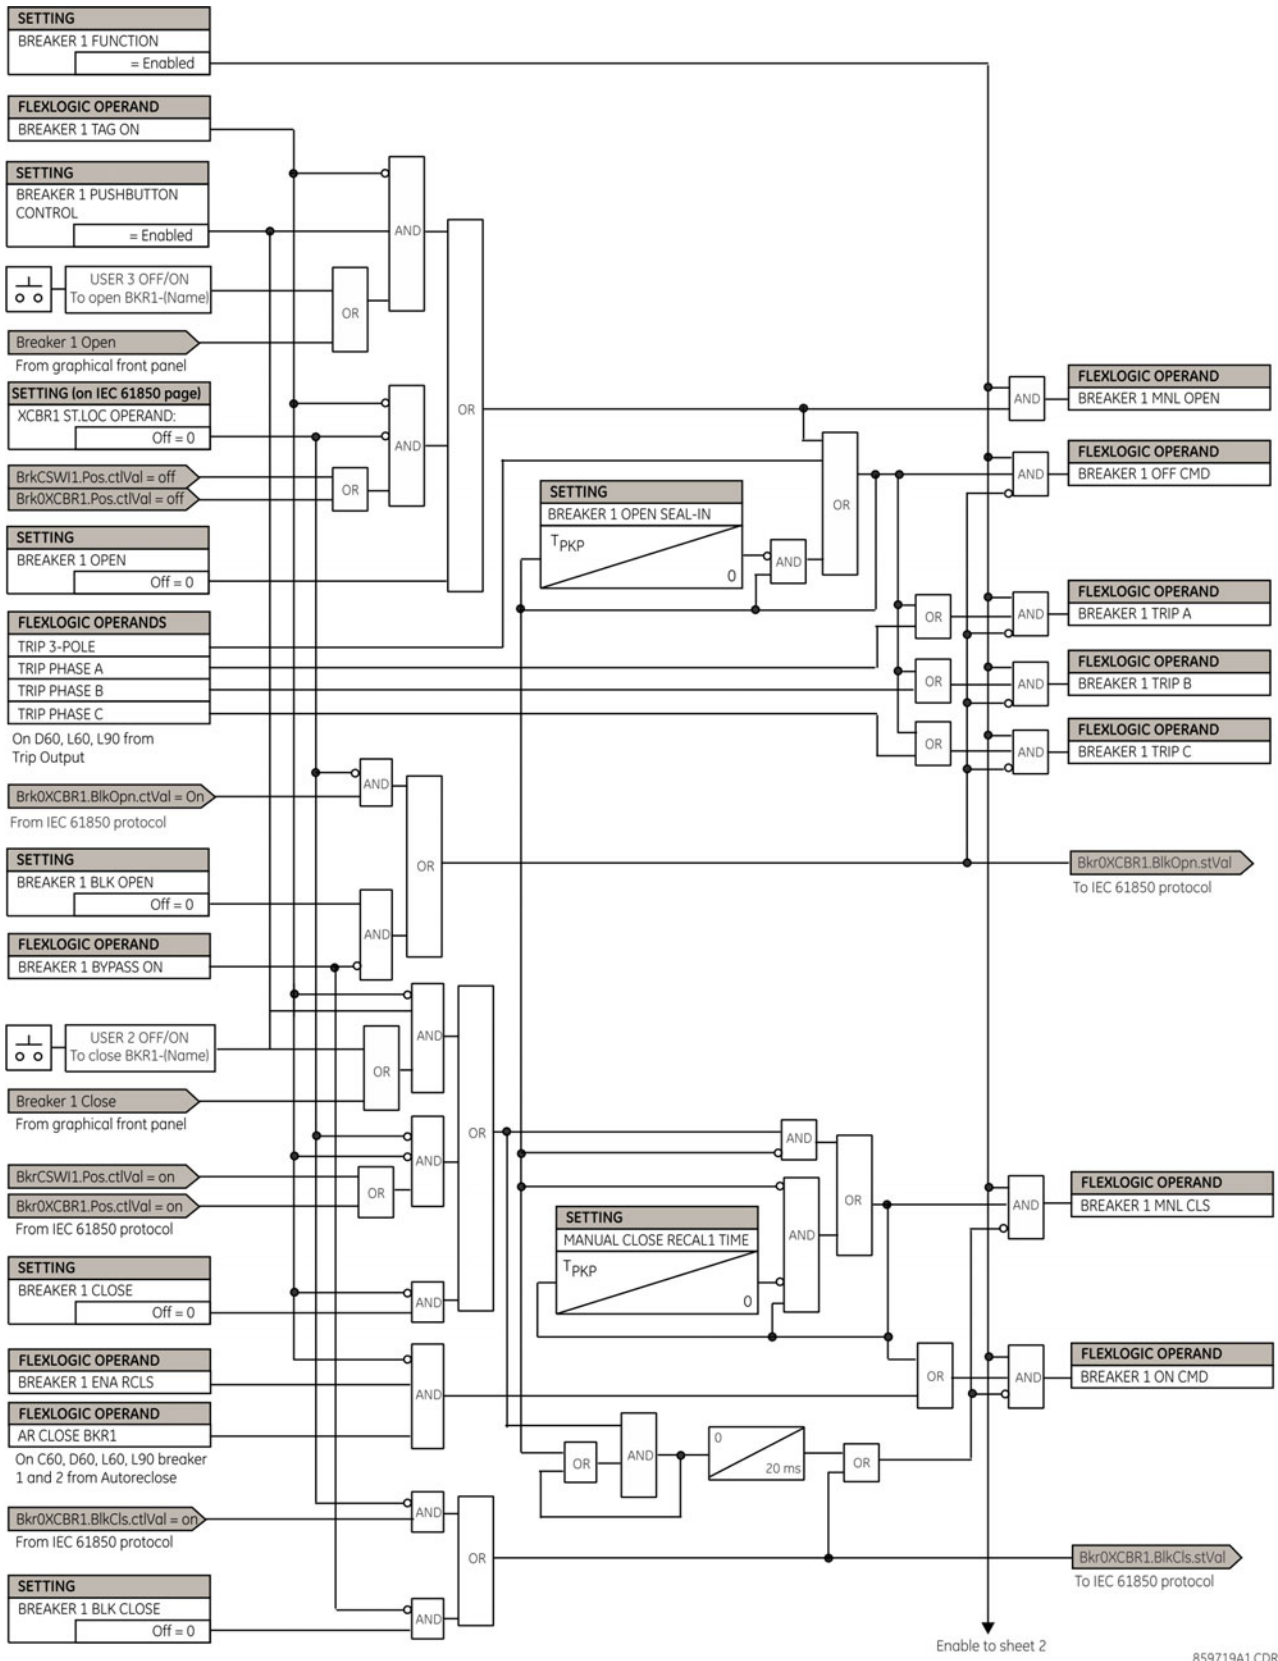 SETTING
BREAKER 1 FUNCTION
= Enabled
FLEXLOGIC OPERAND
BREAKER 1 TAG ON
SETTING
BREAKER 1 PUSHBUTTON
CONTROL
= Enabled
AND
USER 3 OFF/ON
To open BKR1-(Name)
OR
Breaker 1 Open
From graphical front panel
SETTING (on IEC 61850 page)
XCBR1 ST.LOC OPERAND:
Off = 0
AND
OR
BrkCSWI1.Pos.ctlVal = off
Brk0XCBR1.Pos.ctlVal = off
OR
FLEXLOGIC OPERAND
AND
BREAKER 1 MNL OPEN
FLEXLOGIC OPERAND
AND
BREAKER 1 OFF CMD
SETTING
BREAKER 1 OPEN SEAL-IN
TPKP
0
AND
OR
SETTING
BREAKER 1 OPEN
Off = 0
FLEXLOGIC OPERANDS
TRIP 3-POLE
TRIP PHASE A
TRIP PHASE B
TRIP PHASE C
On D60, L60, L90 from
Trip Output
OR
AND
FLEXLOGIC OPERAND
BREAKER 1 TRIP A
OR
AND
FLEXLOGIC OPERAND
BREAKER 1 TRIP B
OR
AND
FLEXLOGIC OPERAND
BREAKER 1 TRIP C
AND
Brk0XCBR1.BlkOpn.ctVal = On
From IEC 61850 protocol
OR
SETTING
BREAKER 1 BLK OPEN
Off = 0
AND
FLEXLOGIC OPERAND
BREAKER 1 BYPASS ON
Bkr0XCBR1.BlkOpn.stVal
To IEC 61850 protocol
AND
USER 2 OFF/ON
To close BKR1-(Name)
OR
Breaker 1 Close
From graphical front panel
OR
AND
BkrCSWI1.Pos.ctlVal = on
Bkr0XCBR1.Pos.ctlVal = on
From IEC 61850 protocol
OR
AND
OR
AND
SETTING
MANUAL CLOSE RECAL1 TIME
TPKP
0
AND
FLEXLOGIC OPERAND
BREAKER 1 MNL CLS
SETTING
BREAKER 1 CLOSE
Off = 0
AND
FLEXLOGIC OPERAND
BREAKER 1 ENA RCLS
FLEXLOGIC OPERAND
AR CLOSE BKR1
On C60, D60, L60, L90 breaker
1 and 2 from Autoreclose
AND
OR
AND
FLEXLOGIC OPERAND
BREAKER 1 ON CMD
OR
AND
0
20 ms
OR
AND
Bkr0XCBR1.BlkCls.ctlVal = on
From IEC 61850 protocol
OR
SETTING
BREAKER 1 BLK CLOSE
Off = 0
AND
Bkr0XCBR1.BlkCls.stVal
To IEC 61850 protocol
Enable to sheet 2
859719A1.CDR